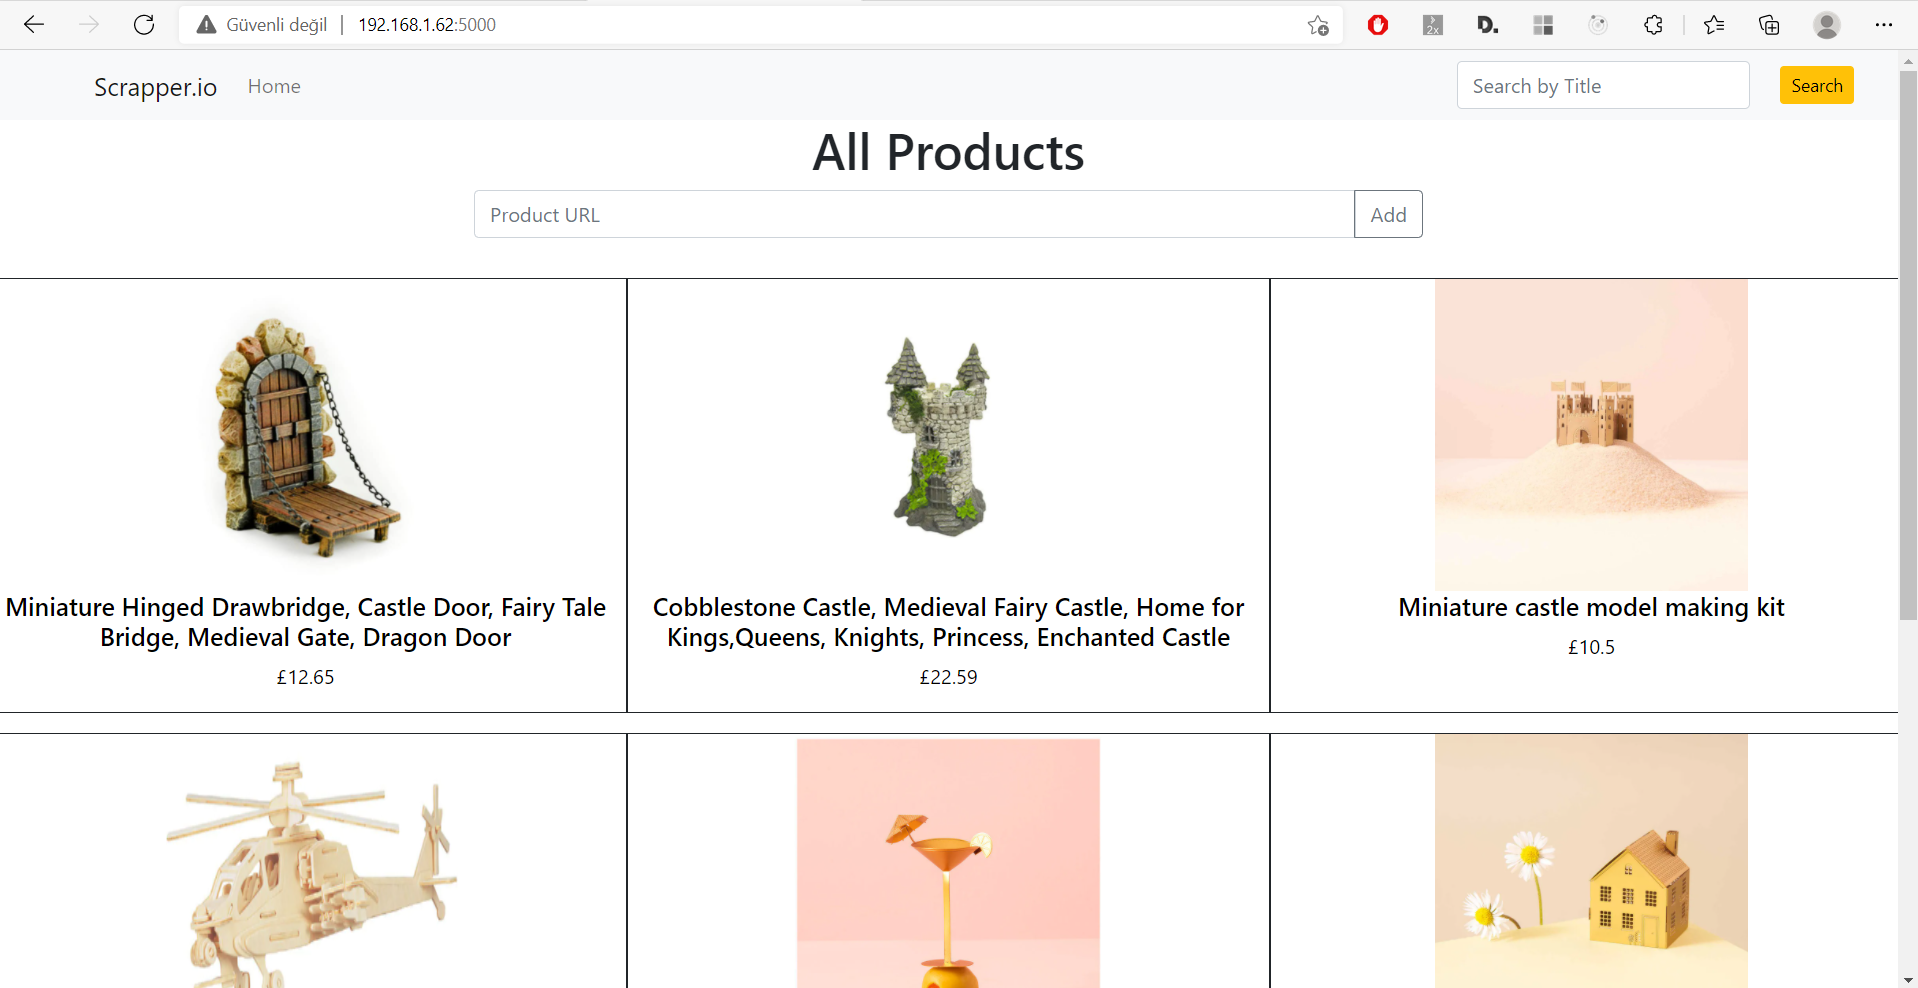 Güvenli değil | 192.168.1.62:5000
2x
D.
Scrapper.io Home Search by Title Search
All Products
Product URL Add
Miniature Hinged Drawbridge, Castle Door, Fairy Tale
Bridge, Medieval Gate, Dragon Door
£12.65
Cobblestone Castle, Medieval Fairy Castle, Home for
Kings,Queens, Knights, Princess, Enchanted Castle
£22.59
Miniature castle model making kit
£10.5